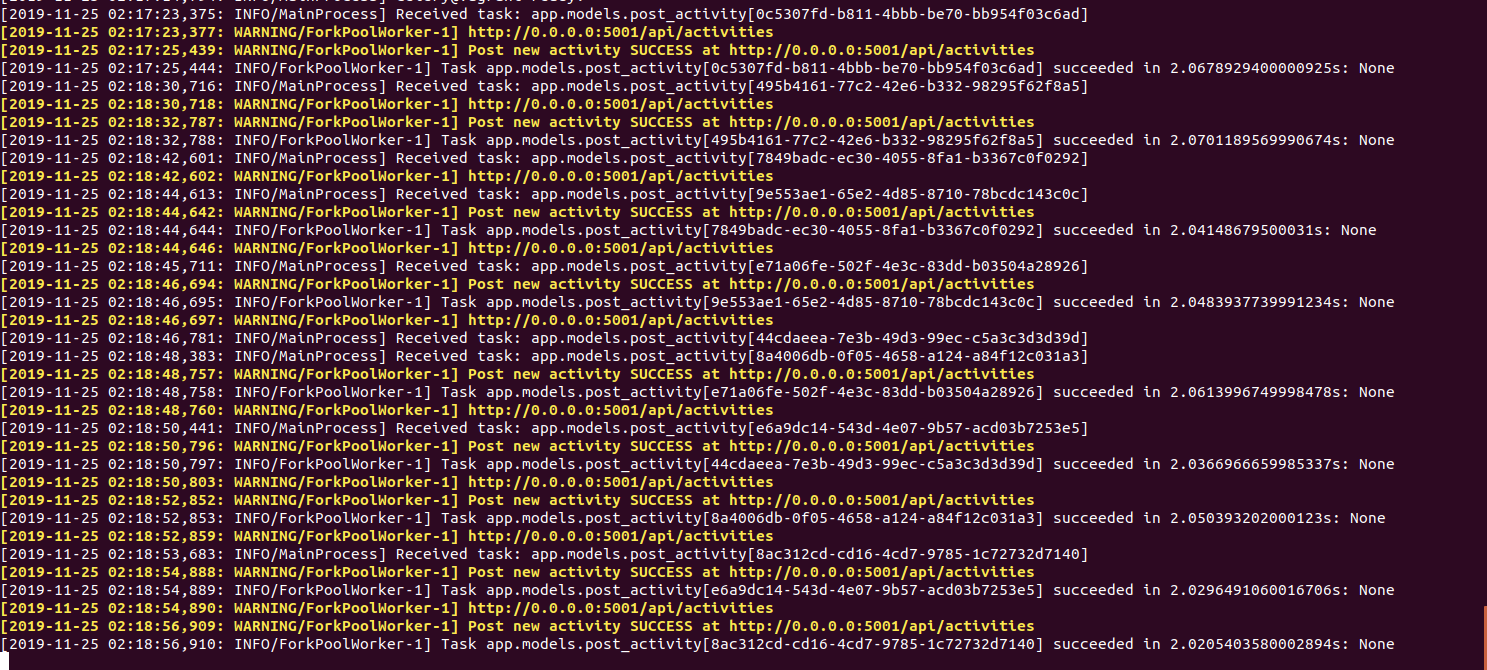 [2019-11-25 02:17:23,375: INFO/MainProcess] Received task: app.models.post_activity[0c5307fd-b811-4bbb-be70-bb954f03c6ad]
[2019-11-25 02:17:23,377: WARNING/ForkPoolWorker-1] http://0.0.0.0:5001/api/activities
[2019-11-25 02:17:25,439: WARNING/ForkPoolWorker-1] Post new activity SUCCESS at http://0.0.0.0:5001/api/activities
[2019-11-25 02:17:25,444: INFO/ForkPoolWorker-1] Task app.models.post_activity[0c5307fd-b811-4bbb-be70-bb954f03c6ad] succeeded in 2.0678929400000925s: None
[2019-11-25 02:18:30,716: INFO/MainProcess] Received task: app.models.post_activity[495b4161-77c2-42e6-b332-98295f62f8a5]
[2019-11-25 02:18:30,718: WARNING/ForkPoolWorker-1] http://0.0.0.0:5001/api/activities
[2019-11-25 02:18:32,787: WARNING/ForkPoolWorker-1] Post new activity SUCCESS at http://0.0.0.0:5001/api/activities
[2019-11-25 02:18:32,788: INFO/ForkPoolWorker-1] Task app.models.post_activity[495b4161-77c2-42e6-b332-98295f62f8a5] succeeded in 2.0701189569990674s: None
[2019-11-25 02:18:42,601: INFO/MainProcess] Received task: app.models.post_activity[7849badc-ec30-4055-8fa1-b3367c0f0292]
[2019-11-25 02:18:42,602: WARNING/ForkPoolWorker-1] http://0.0.0.0:5001/api/activities
[2019-11-25 02:18:44,613: INFO/MainProcess] Received task: app.models.post_activity[9e553ae1-65e2-4d85-8710-78bcdc143c0c]
[2019-11-25 02:18:44,642: WARNING/ForkPoolWorker-1] Post new activity SUCCESS at http://0.0.0.0:5001/api/activities
[2019-11-25 02:18:44,644: INFO/ForkPoolWorker-1] Task app.models.post_activity[7849badc-ec30-4055-8fa1-b3367c0f0292] succeeded in 2.04148679500031s: None
[2019-11-25 02:18:44,646: WARNING/ForkPoolWorker-1] http://0.0.0.0:5001/api/activities
[2019-11-25 02:18:45,711: INFO/MainProcess] Received task: app.models.post_activity[e71a06fe-502f-4e3c-83dd-b03504a28926]
[2019-11-25 02:18:46,694: WARNING/ForkPoolWorker-1] Post new activity SUCCESS at http://0.0.0.0:5001/api/activities
[2019-11-25 02:18:46,695: INFO/ForkPoolWorker-1] Task app.models.post_activity[9e553ae1-65e2-4d85-8710-78bcdc143c0c] succeeded in 2.0483937739991234s: None
[2019-11-25 02:18:46,697: WARNING/ForkPoolWorker-1] http://0.0.0.0:5001/api/activities
[2019-11-25 02:18:46,781: INFO/MainProcess] Received task: app.models.post_activity[44cdaeea-7e3b-49d3-99ec-c5a3c3d3d39d]
[2019-11-25 02:18:48,383: INFO/MainProcess] Received task: app.models.post_activity[8a4006db-0f05-4658-a124-a84f12c031a3]
[2019-11-25 02:18:48,757: WARNING/ForkPoolWorker-1] Post new activity SUCCESS at http://0.0.0.0:5001/api/activities
[2019-11-25 02:18:48,758: INFO/ForkPoolWorker-1] Task app.models.post_activity[e71a06fe-502f-4e3c-83dd-b03504a28926] succeeded in 2.0613996749998478s: None
[2019-11-25 02:18:48,760: WARNING/ForkPoolWorker-1] http://0.0.0.0:5001/api/activities
[2019-11-25 02:18:50,441: INFO/MainProcess] Received task: app.models.post_activity[e6a9dc14-543d-4e07-9b57-acd03b7253e5]
[2019-11-25 02:18:50,796: WARNING/ForkPoolWorker-1] Post new activity SUCCESS at http://0.0.0.0:5001/api/activities
[2019-11-25 02:18:50,797: INFO/ForkPoolWorker-1] Task app.models.post_activity[44cdaeea-7e3b-49d3-99ec-c5a3c3d3d39d] succeeded in 2.0366966659985337s: None
[2019-11-25 02:18:50,803: WARNING/ForkPoolWorker-1] http://0.0.0.0:5001/api/activities
[2019-11-25 02:18:52,852: WARNING/ForkPoolWorker-1] Post new activity SUCCESS at http://0.0.0.0:5001/api/activities
[2019-11-25 02:18:52,853: INFO/ForkPoolWorker-1] Task app.models.post_activity[8a4006db-0f05-4658-a124-a84f12c031a3] succeeded in 2.050393202000123s: None
[2019-11-25 02:18:52,859: WARNING/ForkPoolWorker-1] http://0.0.0.0:5001/api/activities
[2019-11-25 02:18:53,683: INFO/MainProcess] Received task: app.models.post_activity[8ac312cd-cd16-4cd7-9785-1c72732d7140]
[2019-11-25 02:18:54,888: WARNING/ForkPoolWorker-1] Post new activity SUCCESS at http://0.0.0.0:5001/api/activities
[2019-11-25 02:18:54,889: INFO/ForkPoolWorker-1] Task app.models.post_activity[e6a9dc14-543d-4e07-9b57-acd03b7253e5] succeeded in 2.0296491060016706s: None
[2019-11-25 02:18:54,890: WARNING/ForkPoolWorker-1] http://0.0.0.0:5001/api/activities
[2019-11-25 02:18:56,909: WARNING/ForkPoolWorker-1] Post new activity SUCCESS at http://0.0.0.0:5001/api/activities
[2019-11-25 02:18:56,910: INFO/ForkPoolWorker-1] Task app.models.post_activity[8ac312cd-cd16-4cd7-9785-1c72732d7140] succeeded in 2.0205403580002894s: None